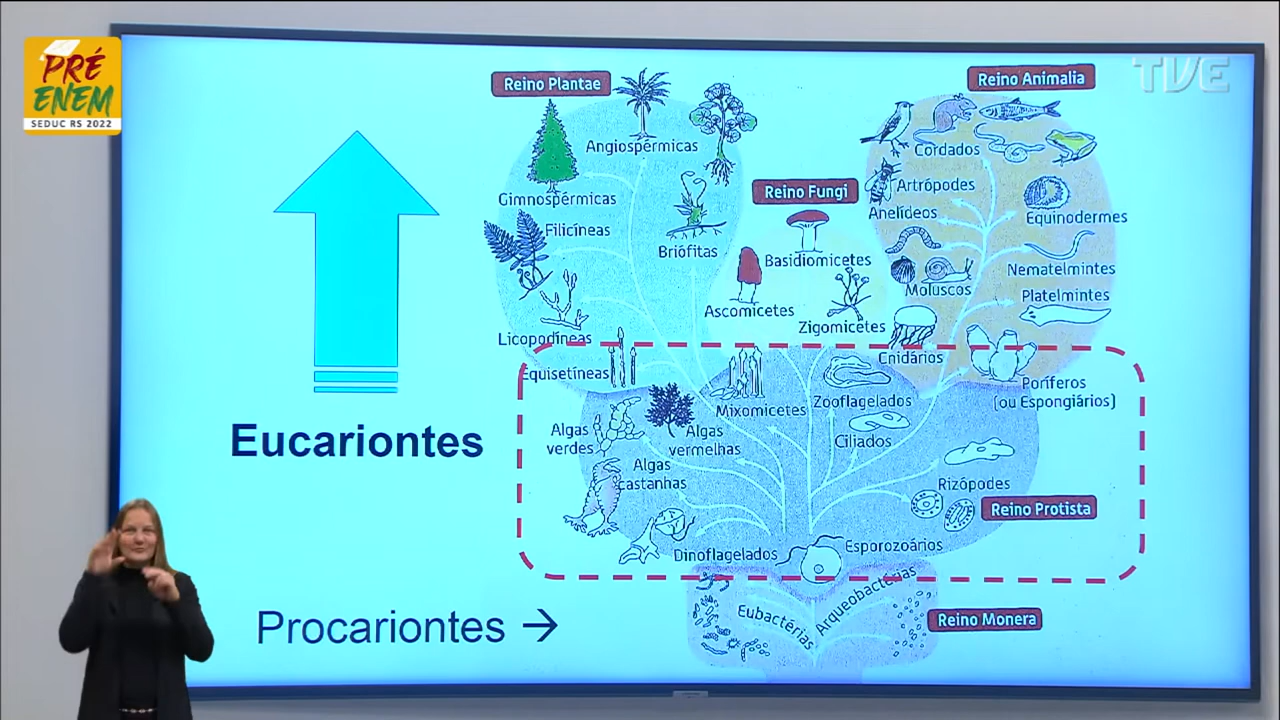 PRÉ
ENEM
SEDUC RS 2022
TVE
Reino Plantae
Reino Animalia
Angiospérmicas
Cordados
Gimnospérmicas
Reino Fungi
Artrópodes
Anelídeos
Equinodermes
Filicíneas
Briófitas
Basidiomicetes
Nematelmintes
Moluscos
Platelmintes
Ascomicetes
Zigomicetes
Licopodíneas
Cnidários
Equisetíneas
Poríferos
(ou Espongiários)
Mixomicetes
Zooflagelados
Algas
verdes
Algas
vermelhas
Ciliados
Eucariontes
Algas
castanhas
Rizópodes
Reino Protista
Dinoflagelados
Esporozoários
Procariontes →
Eubactérias
Arqueobactérias
Reino Monera